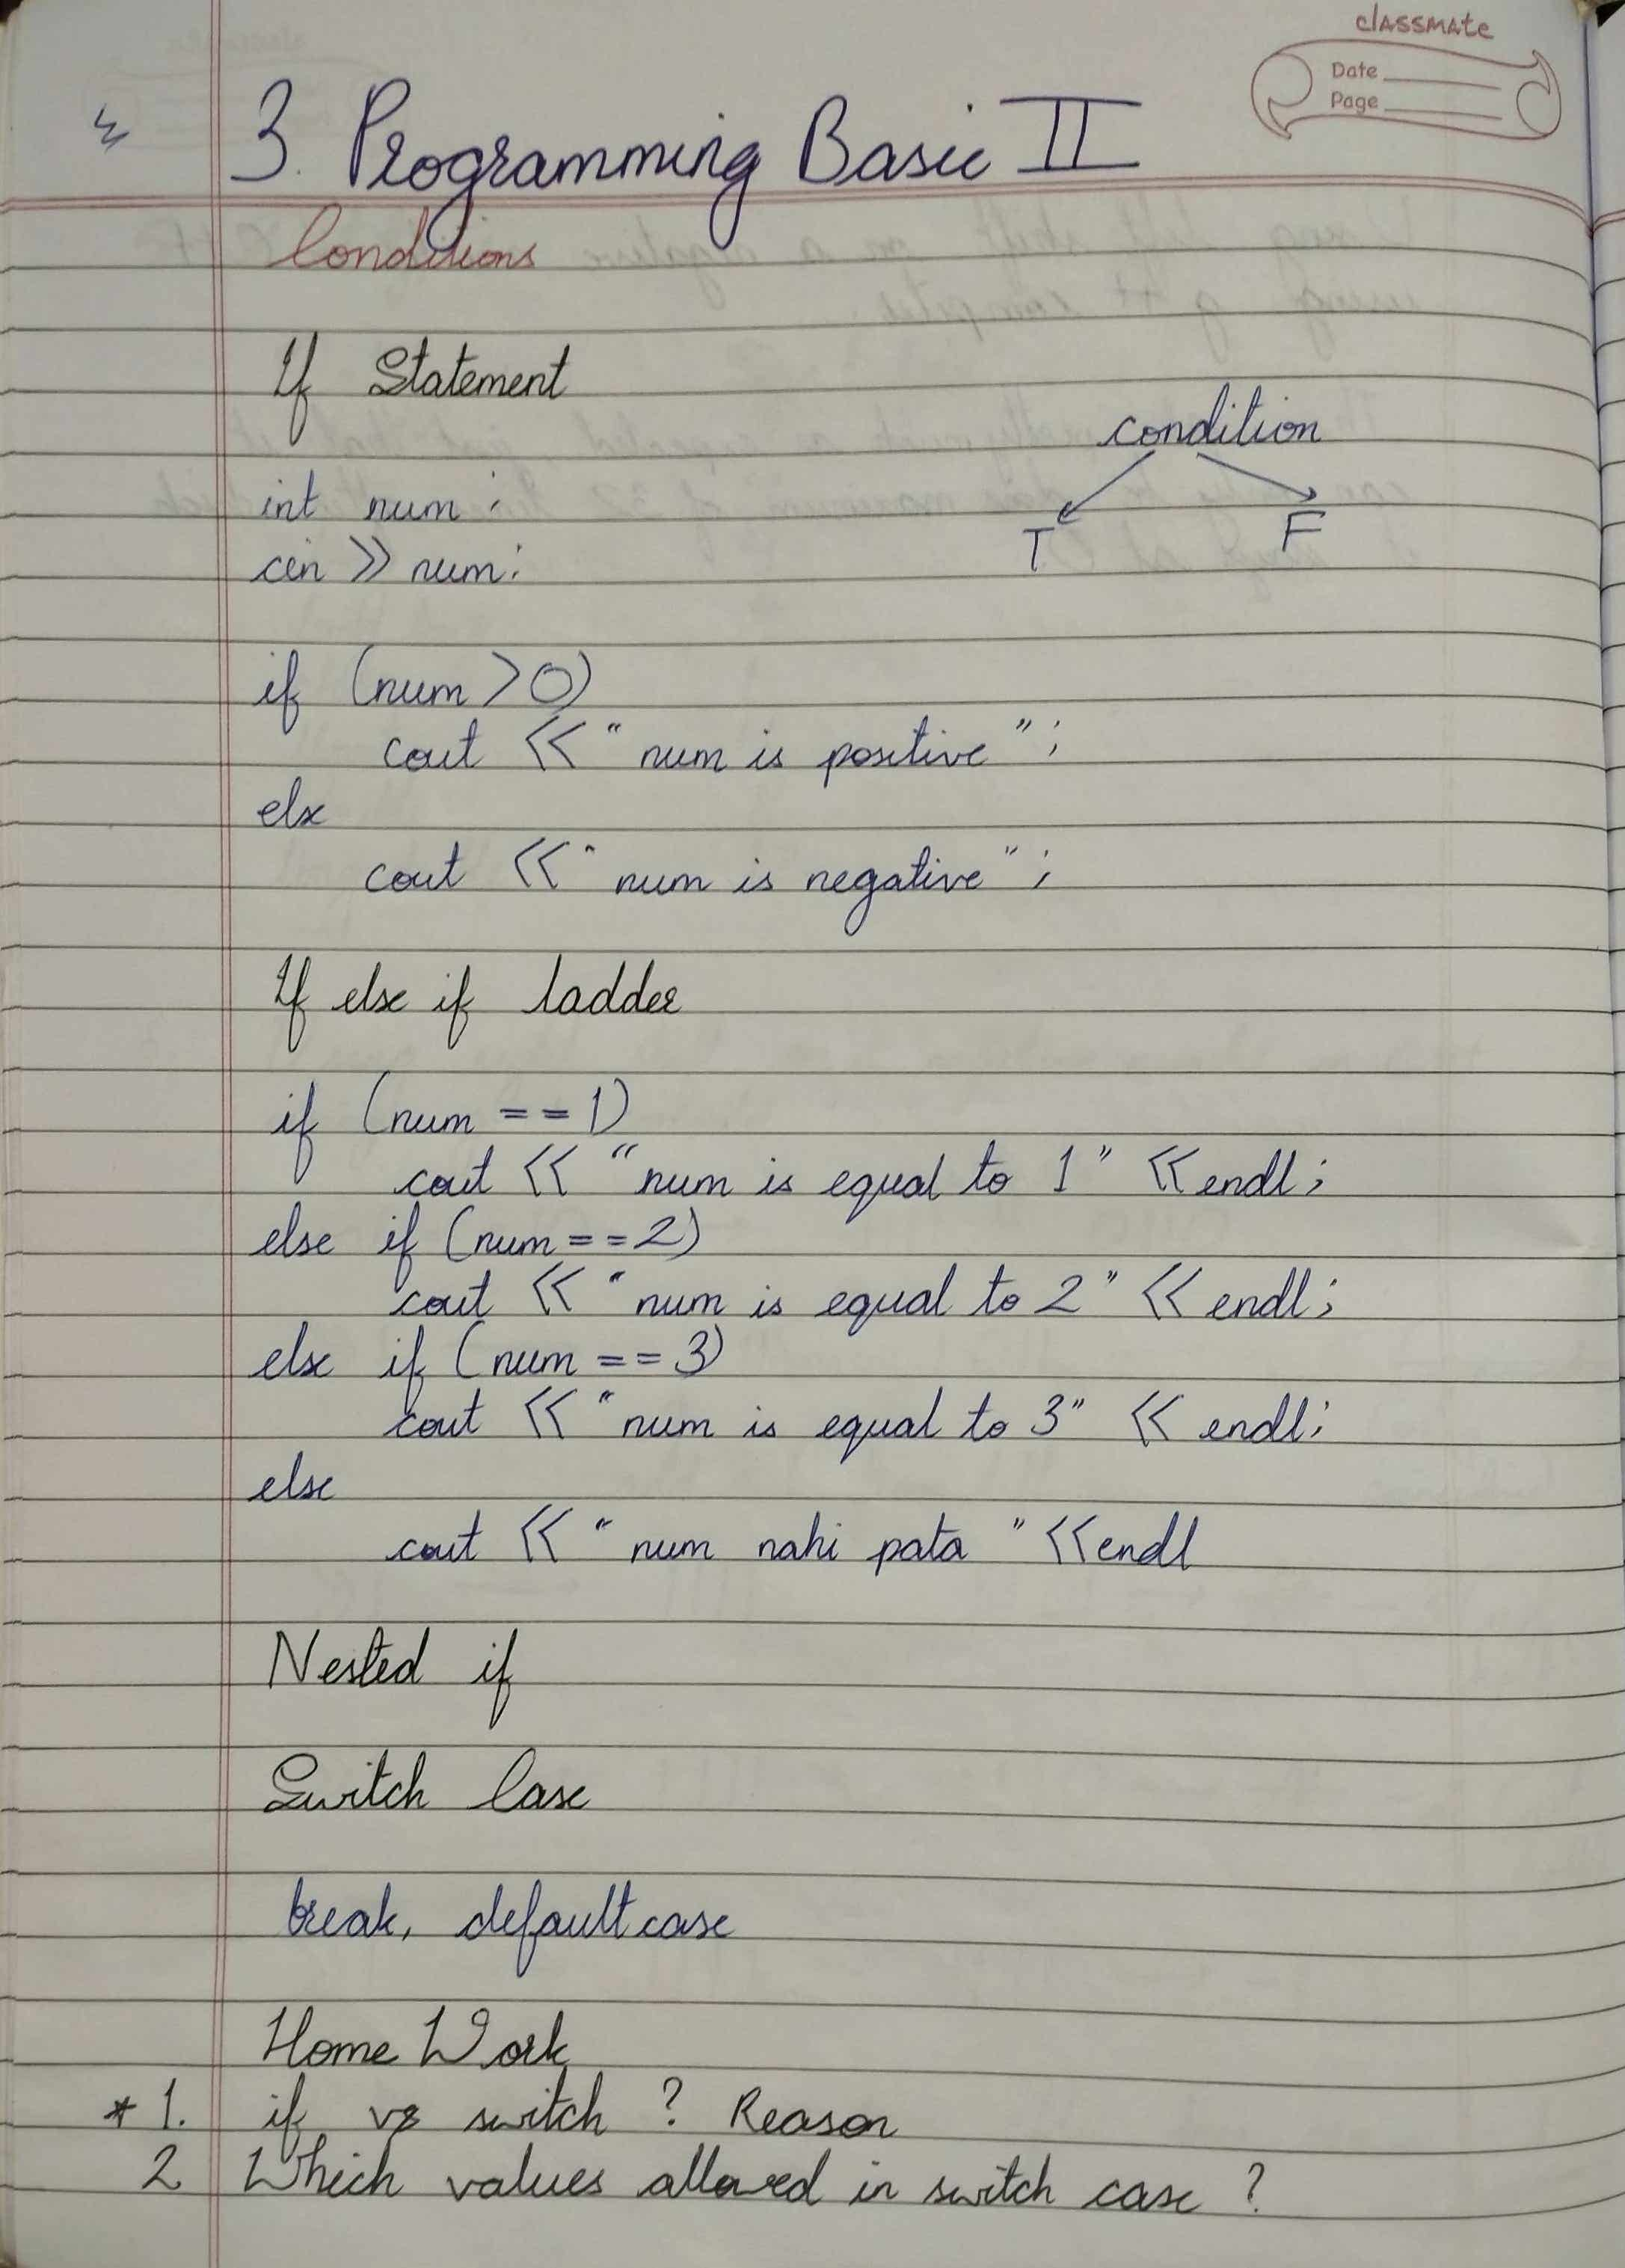 classmate
Date
Page
3. Programming Basic II
Conditions
If Statement
condition
T F
int num ;
cin >> num;
if (num > 0)
cout << " num is positive " ;
else
cout << " num is negative " ;
If else if ladder
if (num == 1)
cout << " num is equal to 1 " << endl ;
else if (num == 2)
cout << " num is equal to 2 " << endl ;
else if (num == 3)
cout << " num is equal to 3 " << endl ;
else
cout << " num nahi pata " << endl
Nested if
Switch Case
break, default case
Home Work
* 1. if vs switch ? Reason
2 Which values allowed in switch case ?